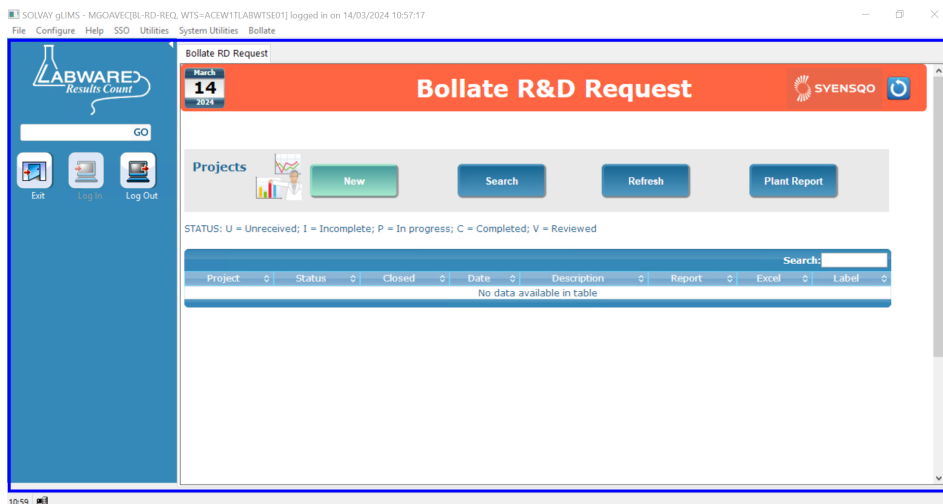 SOLVAY gLIMS - MGOAVEC[BL-RD-REQ, WTS=ACEW1TLABWTSE01] logged in on 14/03/2024 10:57:17
File Configure Help SSO Utilities System Utilities Bollate
LABWARE
Results Count
GO
Exit Log In Log Out
Bollate RD Request
March
14
2024
Bollate R&D Request
SYENSQO
Projects
New Search Refresh Plant Report
STATUS: U = Unreceived; I = Incomplete; P = In progress; C = Completed; V = Reviewed
Search:
Project Status Closed Date Description Report Excel Label
No data available in table
10:59